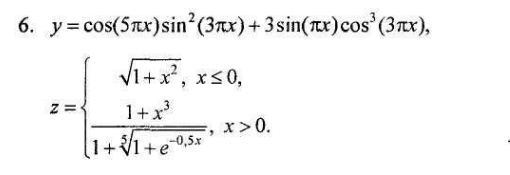 6. y = cos(5πx)sin²(3πx) + 3sin(πx)cos³(3πx),
z = { √(1+x²), x ≤ 0,
(1+x³)/(1+⁵√(1+e^(-0,5x))), x > 0.